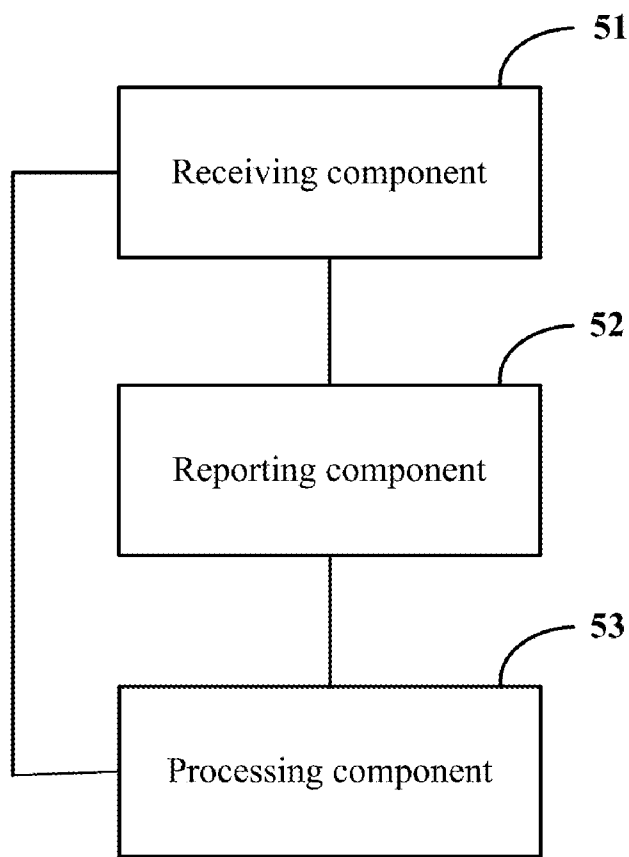 51
Receiving component
52
Reporting component
53
Processing component